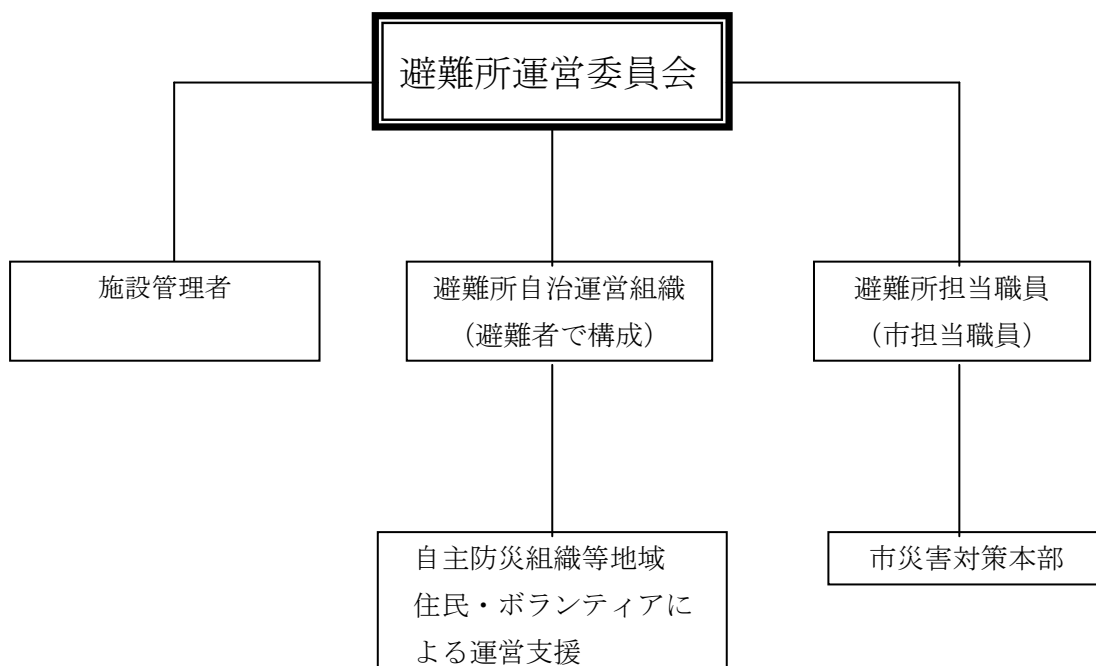 避難所運営委員会
施設管理者
避難所自治運営組織
（避難者で構成）
避難所担当職員
（市担当職員）
自主防災組織等地域
住民・ボランティアに
よる運営支援
市災害対策本部